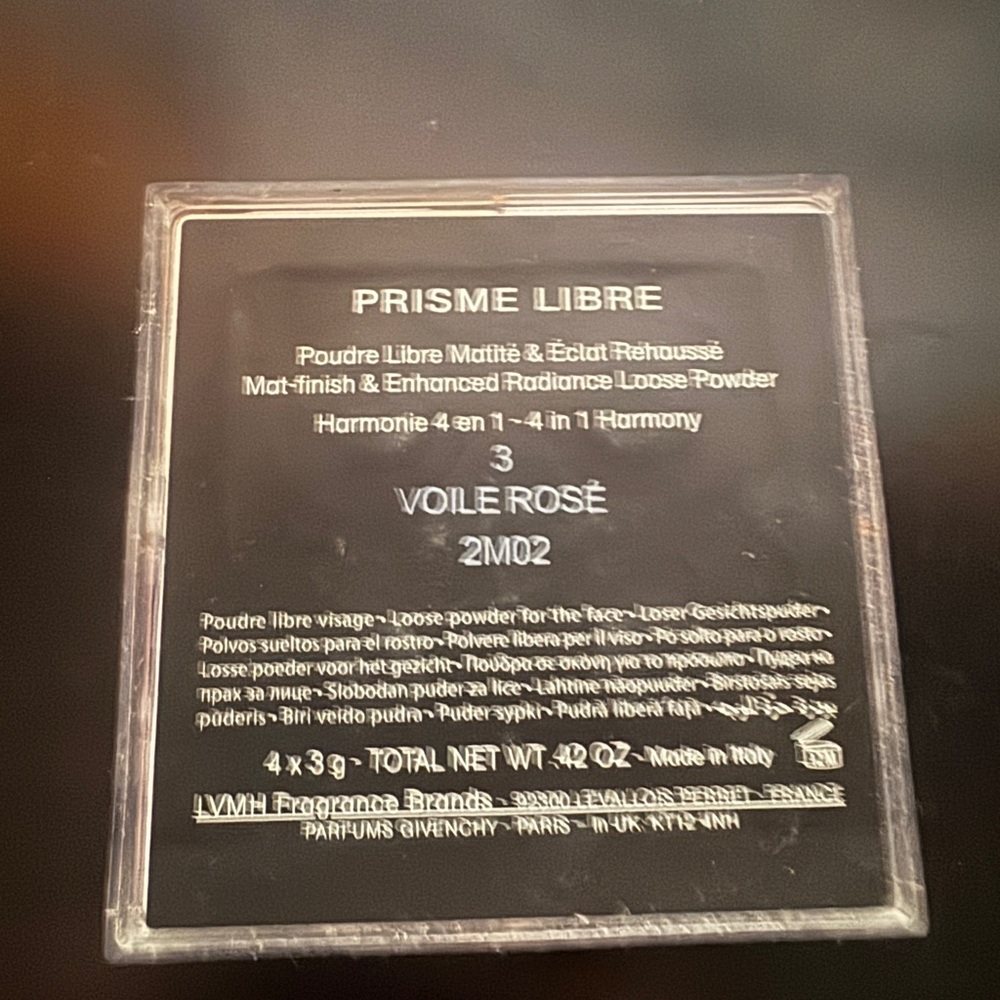 PRISME LIBRE
Poudre Libre Matité & Éclat Rehaussé
Mat-finish & Enhanced Radiance Loose Powder
Harmonie 4 en 1 - 4 in 1 Harmony
3
VOILE ROSÉ
2M02
Poudre libre visage • Loose powder for the face • Loser Gesichtspuder •
Polvos sueltos para el rostro • Polvere libera per il viso • Pó solto para o rosto •
Losse poeder voor het gezicht • Πούδρα σε σκόνη για το πρόσωπο • Пудра на
прах за лице • Slobodan puder za lice • Lahtine näopuuder • Birstošais sejas
pūderis • Biri veido pudra • Puder sypki • Pudră liberă față •
4 x 3 g - TOTAL NET WT .42 OZ - Made in Italy
LVMH Fragrance Brands - 92300 LEVALLOIS PERRET - FRANCE
PARFUMS GIVENCHY - PARIS - In UK KT12 4NH